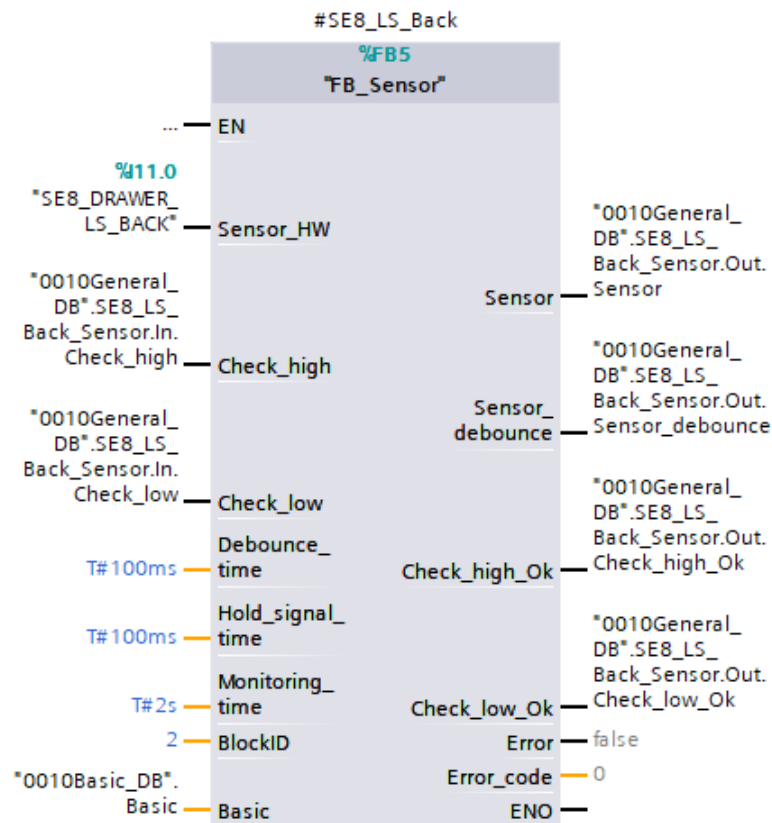 #SE8_LS_Back
%FB5
"FB_Sensor"
...
EN
%I11.0
"SE8_DRAWER_
LS_BACK"
Sensor_HW
"0010General_
DB".SE8_LS_
Back_Sensor.Out.
Sensor
Sensor
"0010General_
DB".SE8_LS_
Back_Sensor.In.
Check_high
Check_high
"0010General_
DB".SE8_LS_
Back_Sensor.Out.
Sensor_debounce
Sensor_
debounce
"0010General_
DB".SE8_LS_
Back_Sensor.In.
Check_low
Check_low
"0010General_
DB".SE8_LS_
Back_Sensor.Out.
Check_high_Ok
Debounce_
time
T#100ms
Check_high_Ok
Hold_signal_
time
T#100ms
"0010General_
DB".SE8_LS_
Back_Sensor.Out.
Check_low_Ok
Monitoring_
time
T#2s
Check_low_Ok
2
BlockID
Error
false
Error_code
0
"0010Basic_DB".
Basic
Basic
ENO